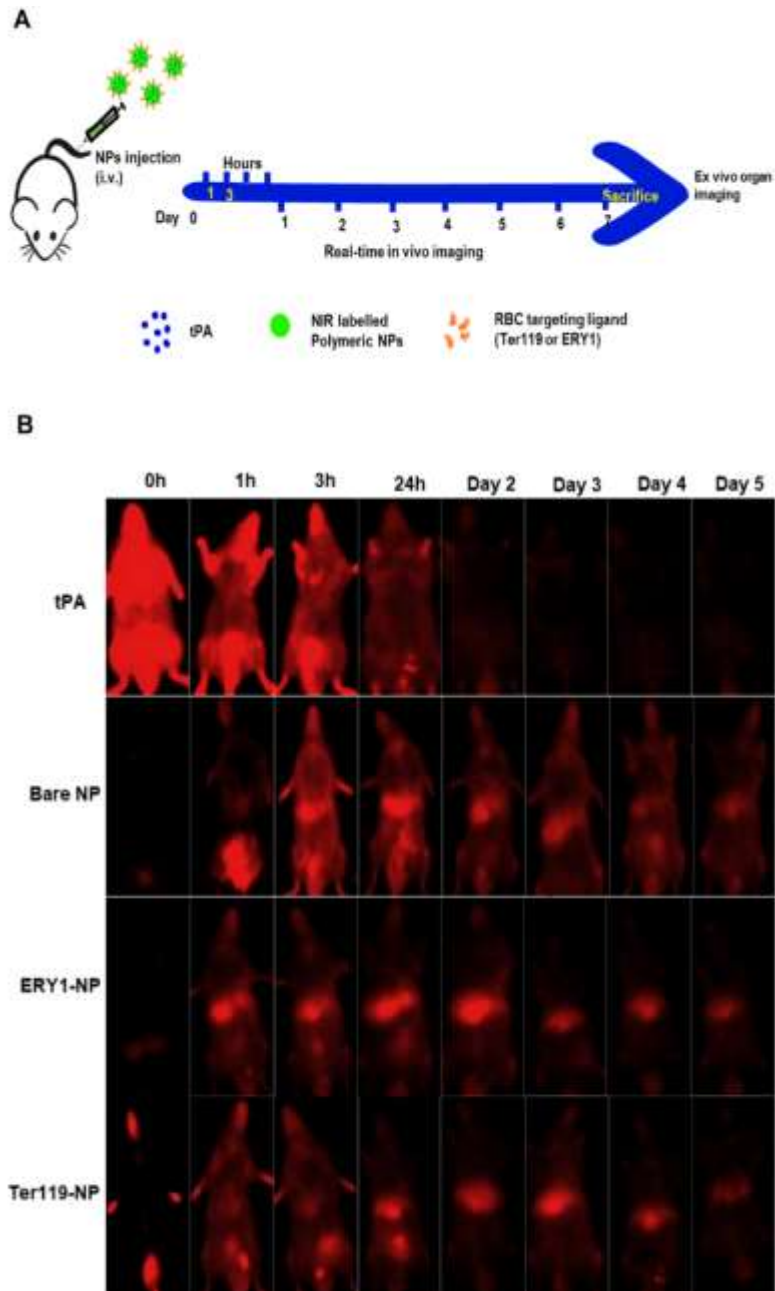 A
NPs injection
(i.v.)
Hours
1 3
Sacrifice
Ex vivo organ
imaging
Day 0 1 2 3 4 5 6 7
Real-time in vivo imaging
tPA
NIR labelled
Polymeric NPs
RBC targeting ligand
(Ter119 or ERY1)
B
0h 1h 3h 24h Day 2 Day 3 Day 4 Day 5
tPA
Bare NP
ERY1-NP
Ter119-NP